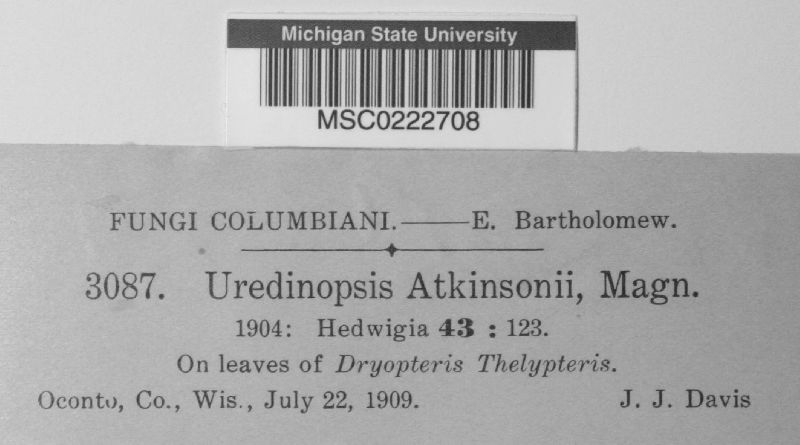 Michigan State University
MSC0222708
FUNGI COLUMBIANI.——E. Bartholomew.
3087. Uredinopsis Atkinsonii, Magn.
1904: Hedwigia 43 : 123.
On leaves of Dryopteris Thelypteris.
Oconto, Co., Wis., July 22, 1909. J. J. Davis